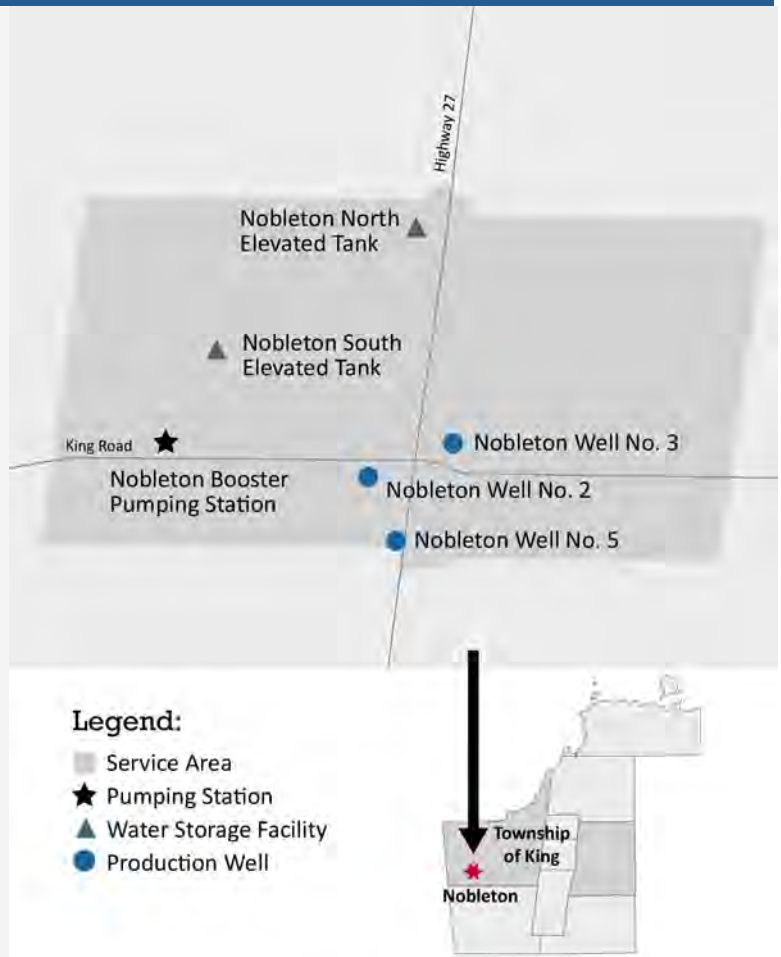 Highway 27
Nobleton North
Elevated Tank
Nobleton South
Elevated Tank
King Road
Nobleton Well No. 3
Nobleton Booster
Pumping Station
Nobleton Well No. 2
Nobleton Well No. 5
Legend:
Service Area
Pumping Station
Water Storage Facility
Production Well
Township
of King
Nobleton